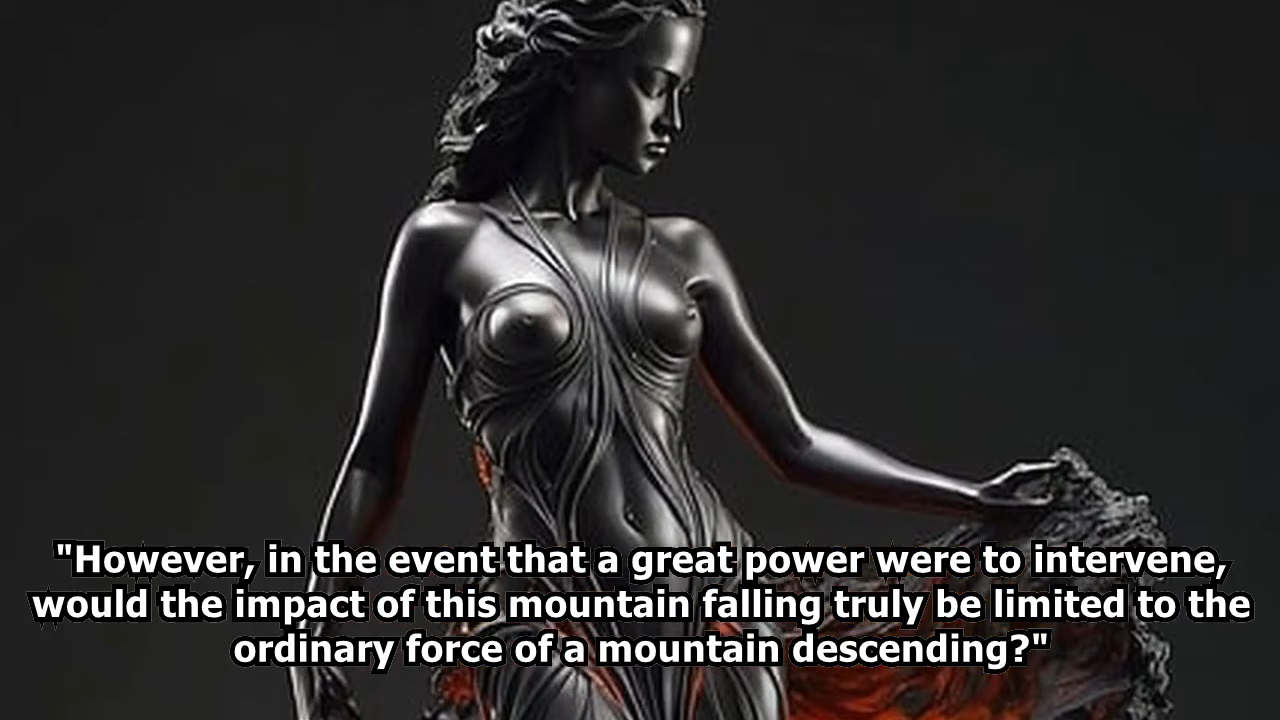 "However, in the event that a great power were to intervene,
would the impact of this mountain falling truly be limited to the
ordinary force of a mountain descending?"